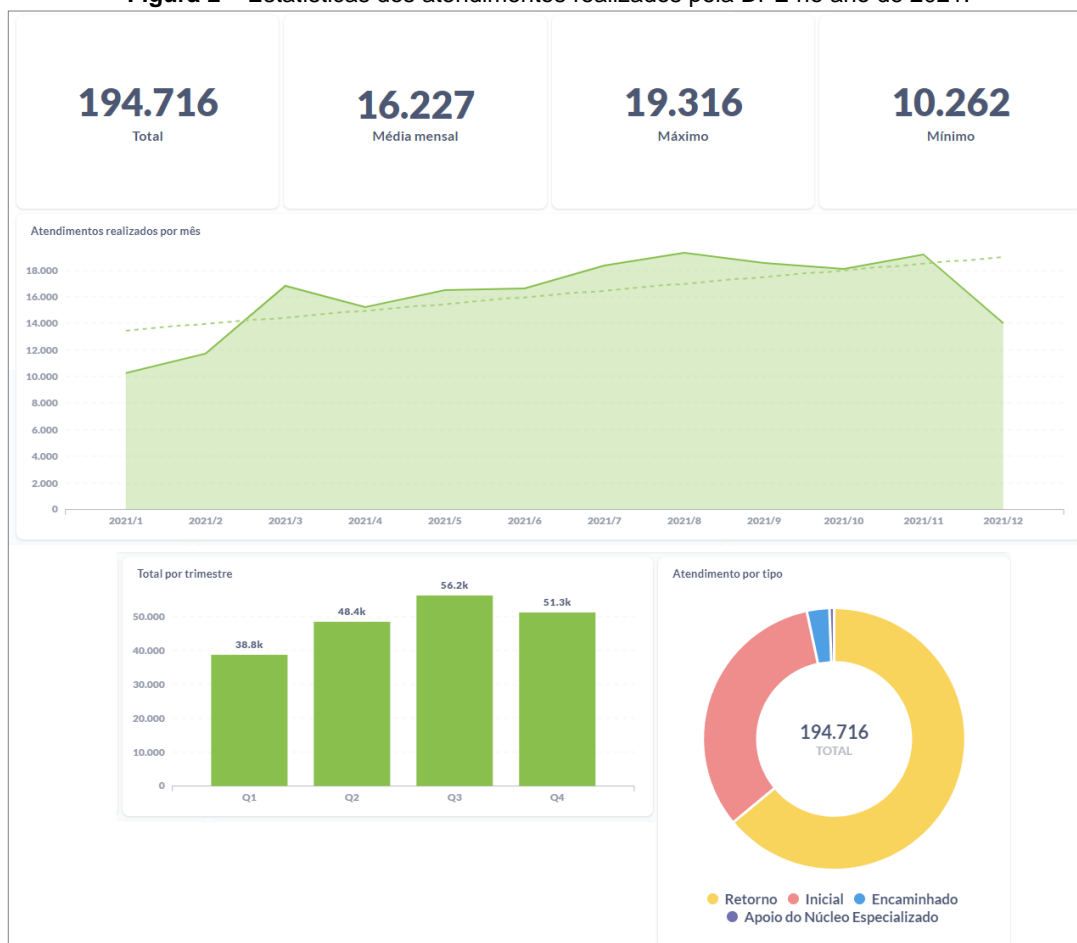 194.716
Total
16.227
Média mensal
19.316
Máximo
10.262
Mínimo
Atendimentos realizados por mês
18.000
16.000
14.000
12.000
10.000
8.000
6.000
4.000
2.000
0
2021/1 2021/2 2021/3 2021/4 2021/5 2021/6 2021/7 2021/8 2021/9 2021/10 2021/11 2021/12
Total por trimestre
50.000
40.000
30.000
20.000
10.000
0
38.8k
48.4k
56.2k
51.3k
Q1 Q2 Q3 Q4
Atendimento por tipo
194.716
TOTAL
Retorno Inicial Encaminhado
Apoio do Núcleo Especializado